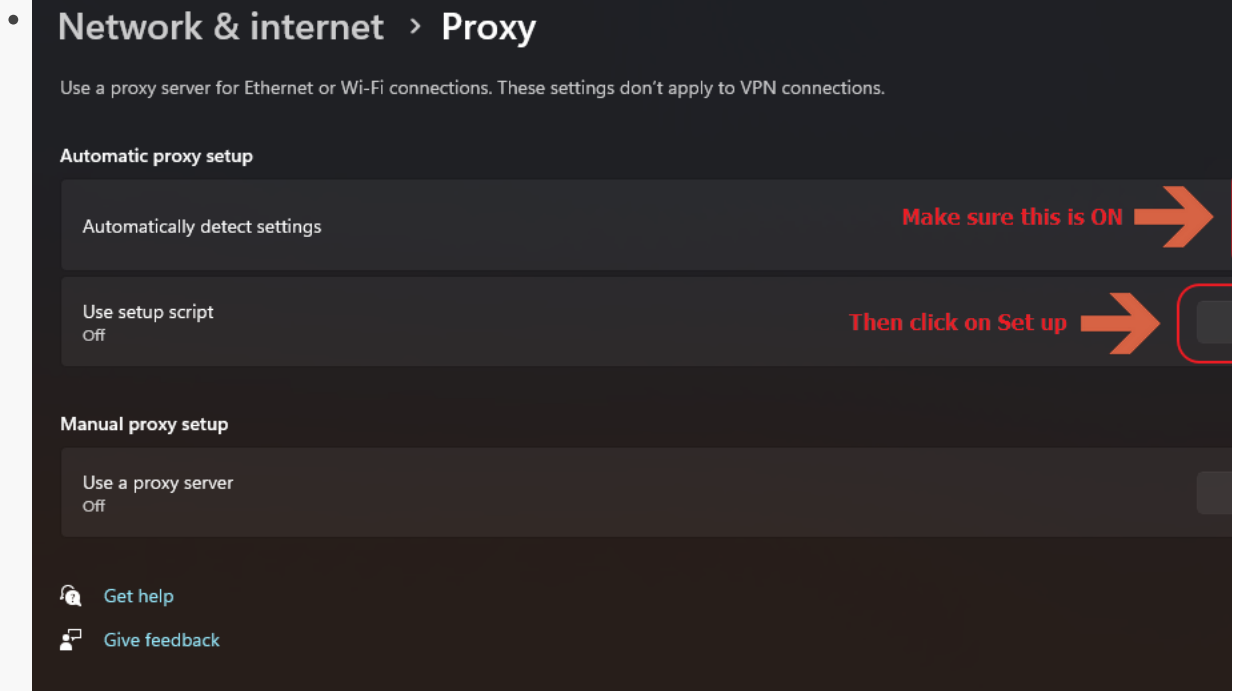 Network & internet > Proxy
Use a proxy server for Ethernet or Wi-Fi connections. These settings don't apply to VPN connections.
Automatic proxy setup
Automatically detect settings
Make sure this is ON
Use setup script
Off
Then click on Set up
Manual proxy setup
Use a proxy server
Off
Get help
Give feedback